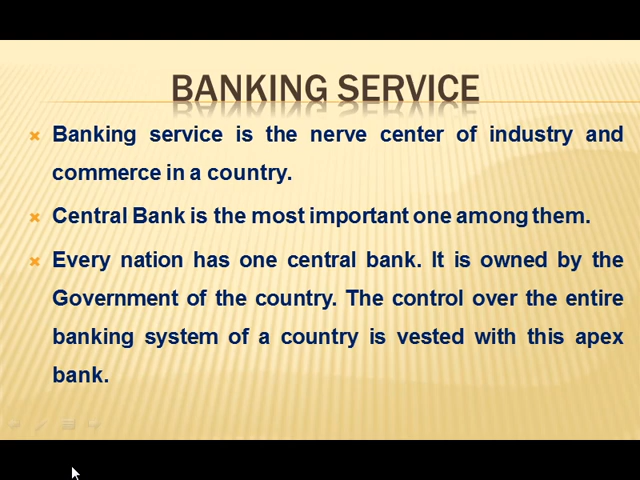 BANKING SERVICE
Banking service is the nerve center of industry and
commerce in a country.
Central Bank is the most important one among them.
Every nation has one central bank. It is owned by the
Government of the country. The control over the entire
banking system of a country is vested with this apex
bank.